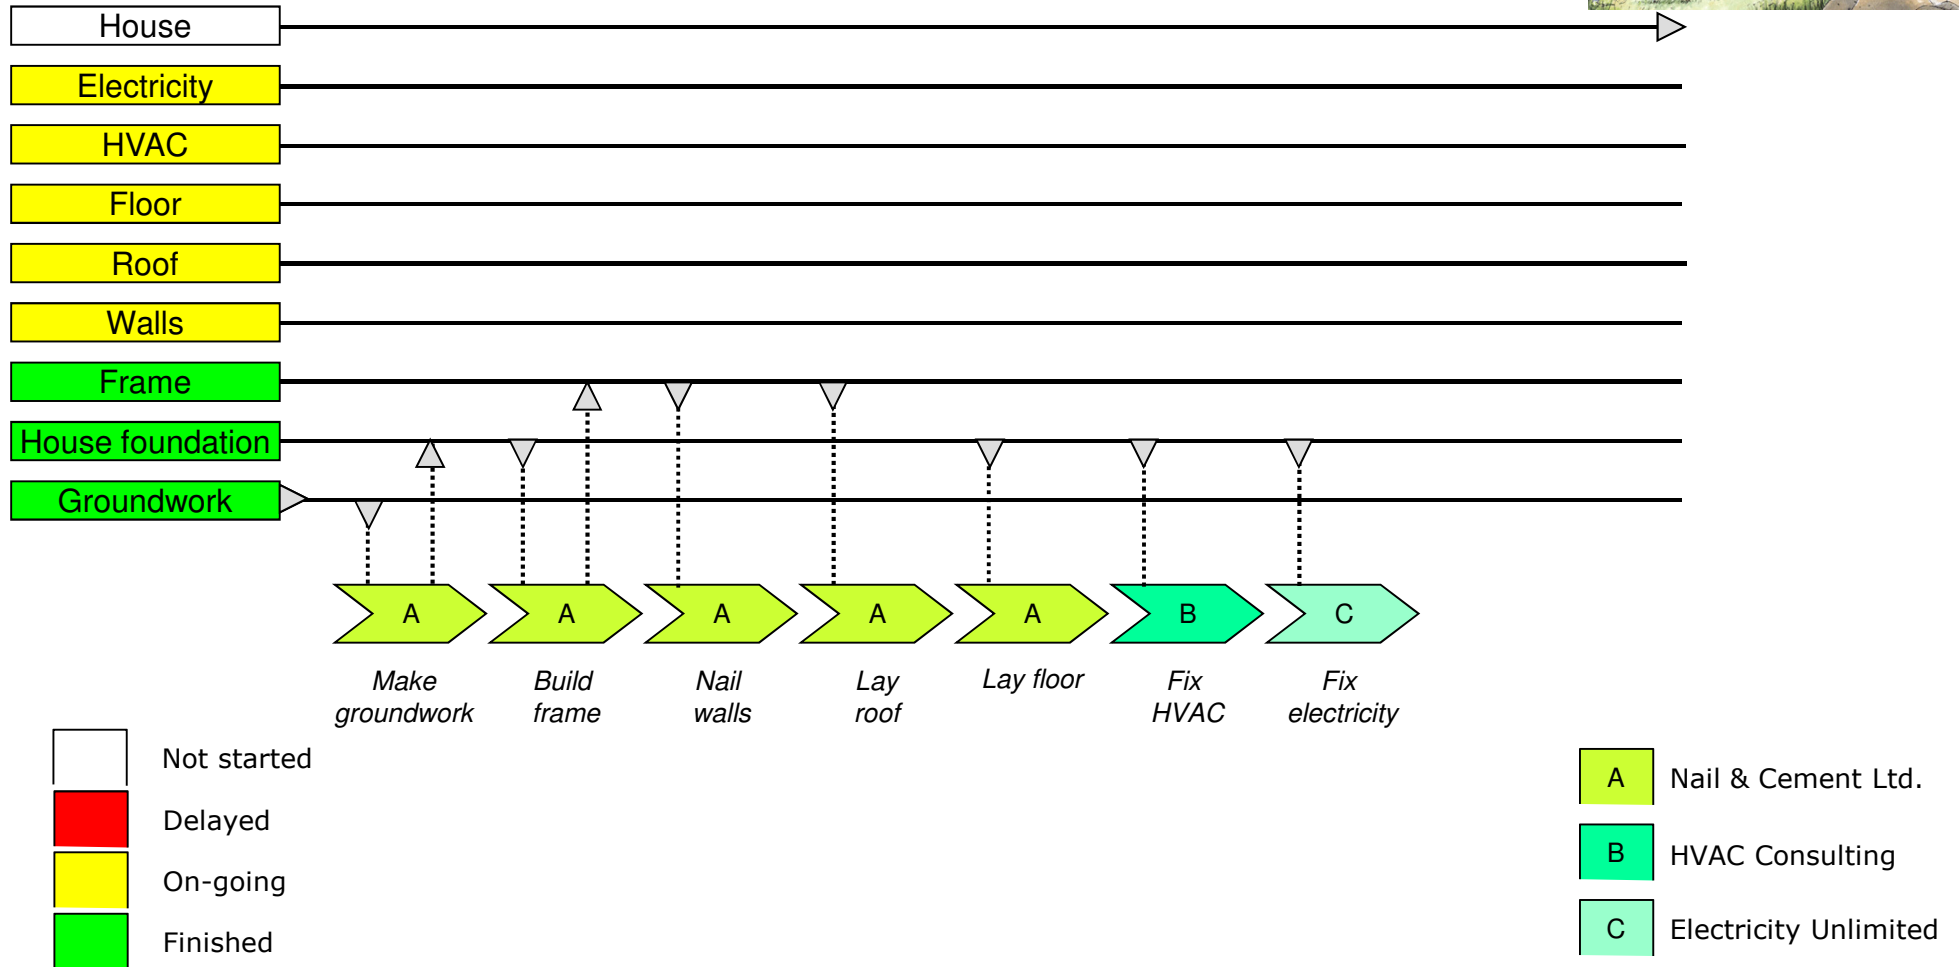 House
Electricity
HVAC
Floor
Roof
Walls
Frame
House foundation
Groundwork
A
A
A
A
A
B
C
Make
groundwork
Build
frame
Nail
walls
Lay
roof
Lay floor
Fix
HVAC
Fix
electricity
Not started
Delayed
On-going
Finished
A
Nail & Cement Ltd.
B
HVAC Consulting
C
Electricity Unlimited